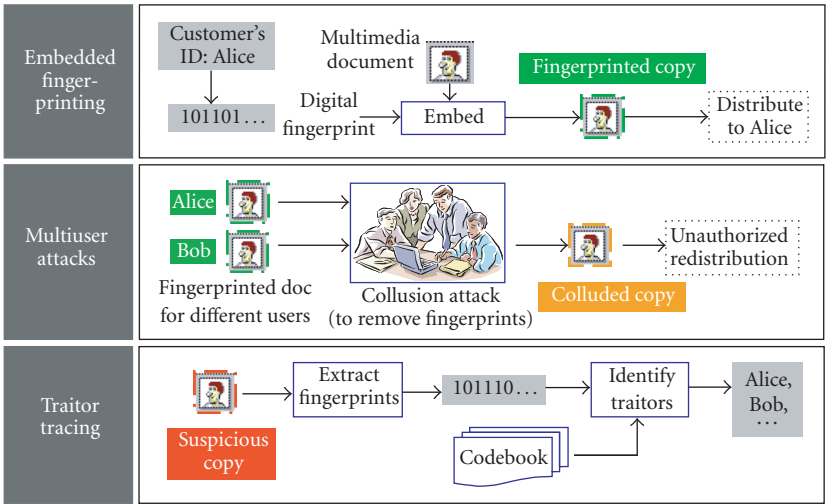 Embedded
finger-
printing
Customer's
ID: Alice
101101...
Multimedia
document
Digital
fingerprint
Embed
Fingerprinted copy
Distribute
to Alice
Multiuser
attacks
Alice
Bob
Fingerprinted doc
for different users
Collusion attack
(to remove fingerprints)
Colluded copy
Unauthorized
redistribution
Traitor
tracing
Suspicious
copy
Extract
fingerprints
101110...
Codebook
Identify
traitors
Alice,
Bob,
...